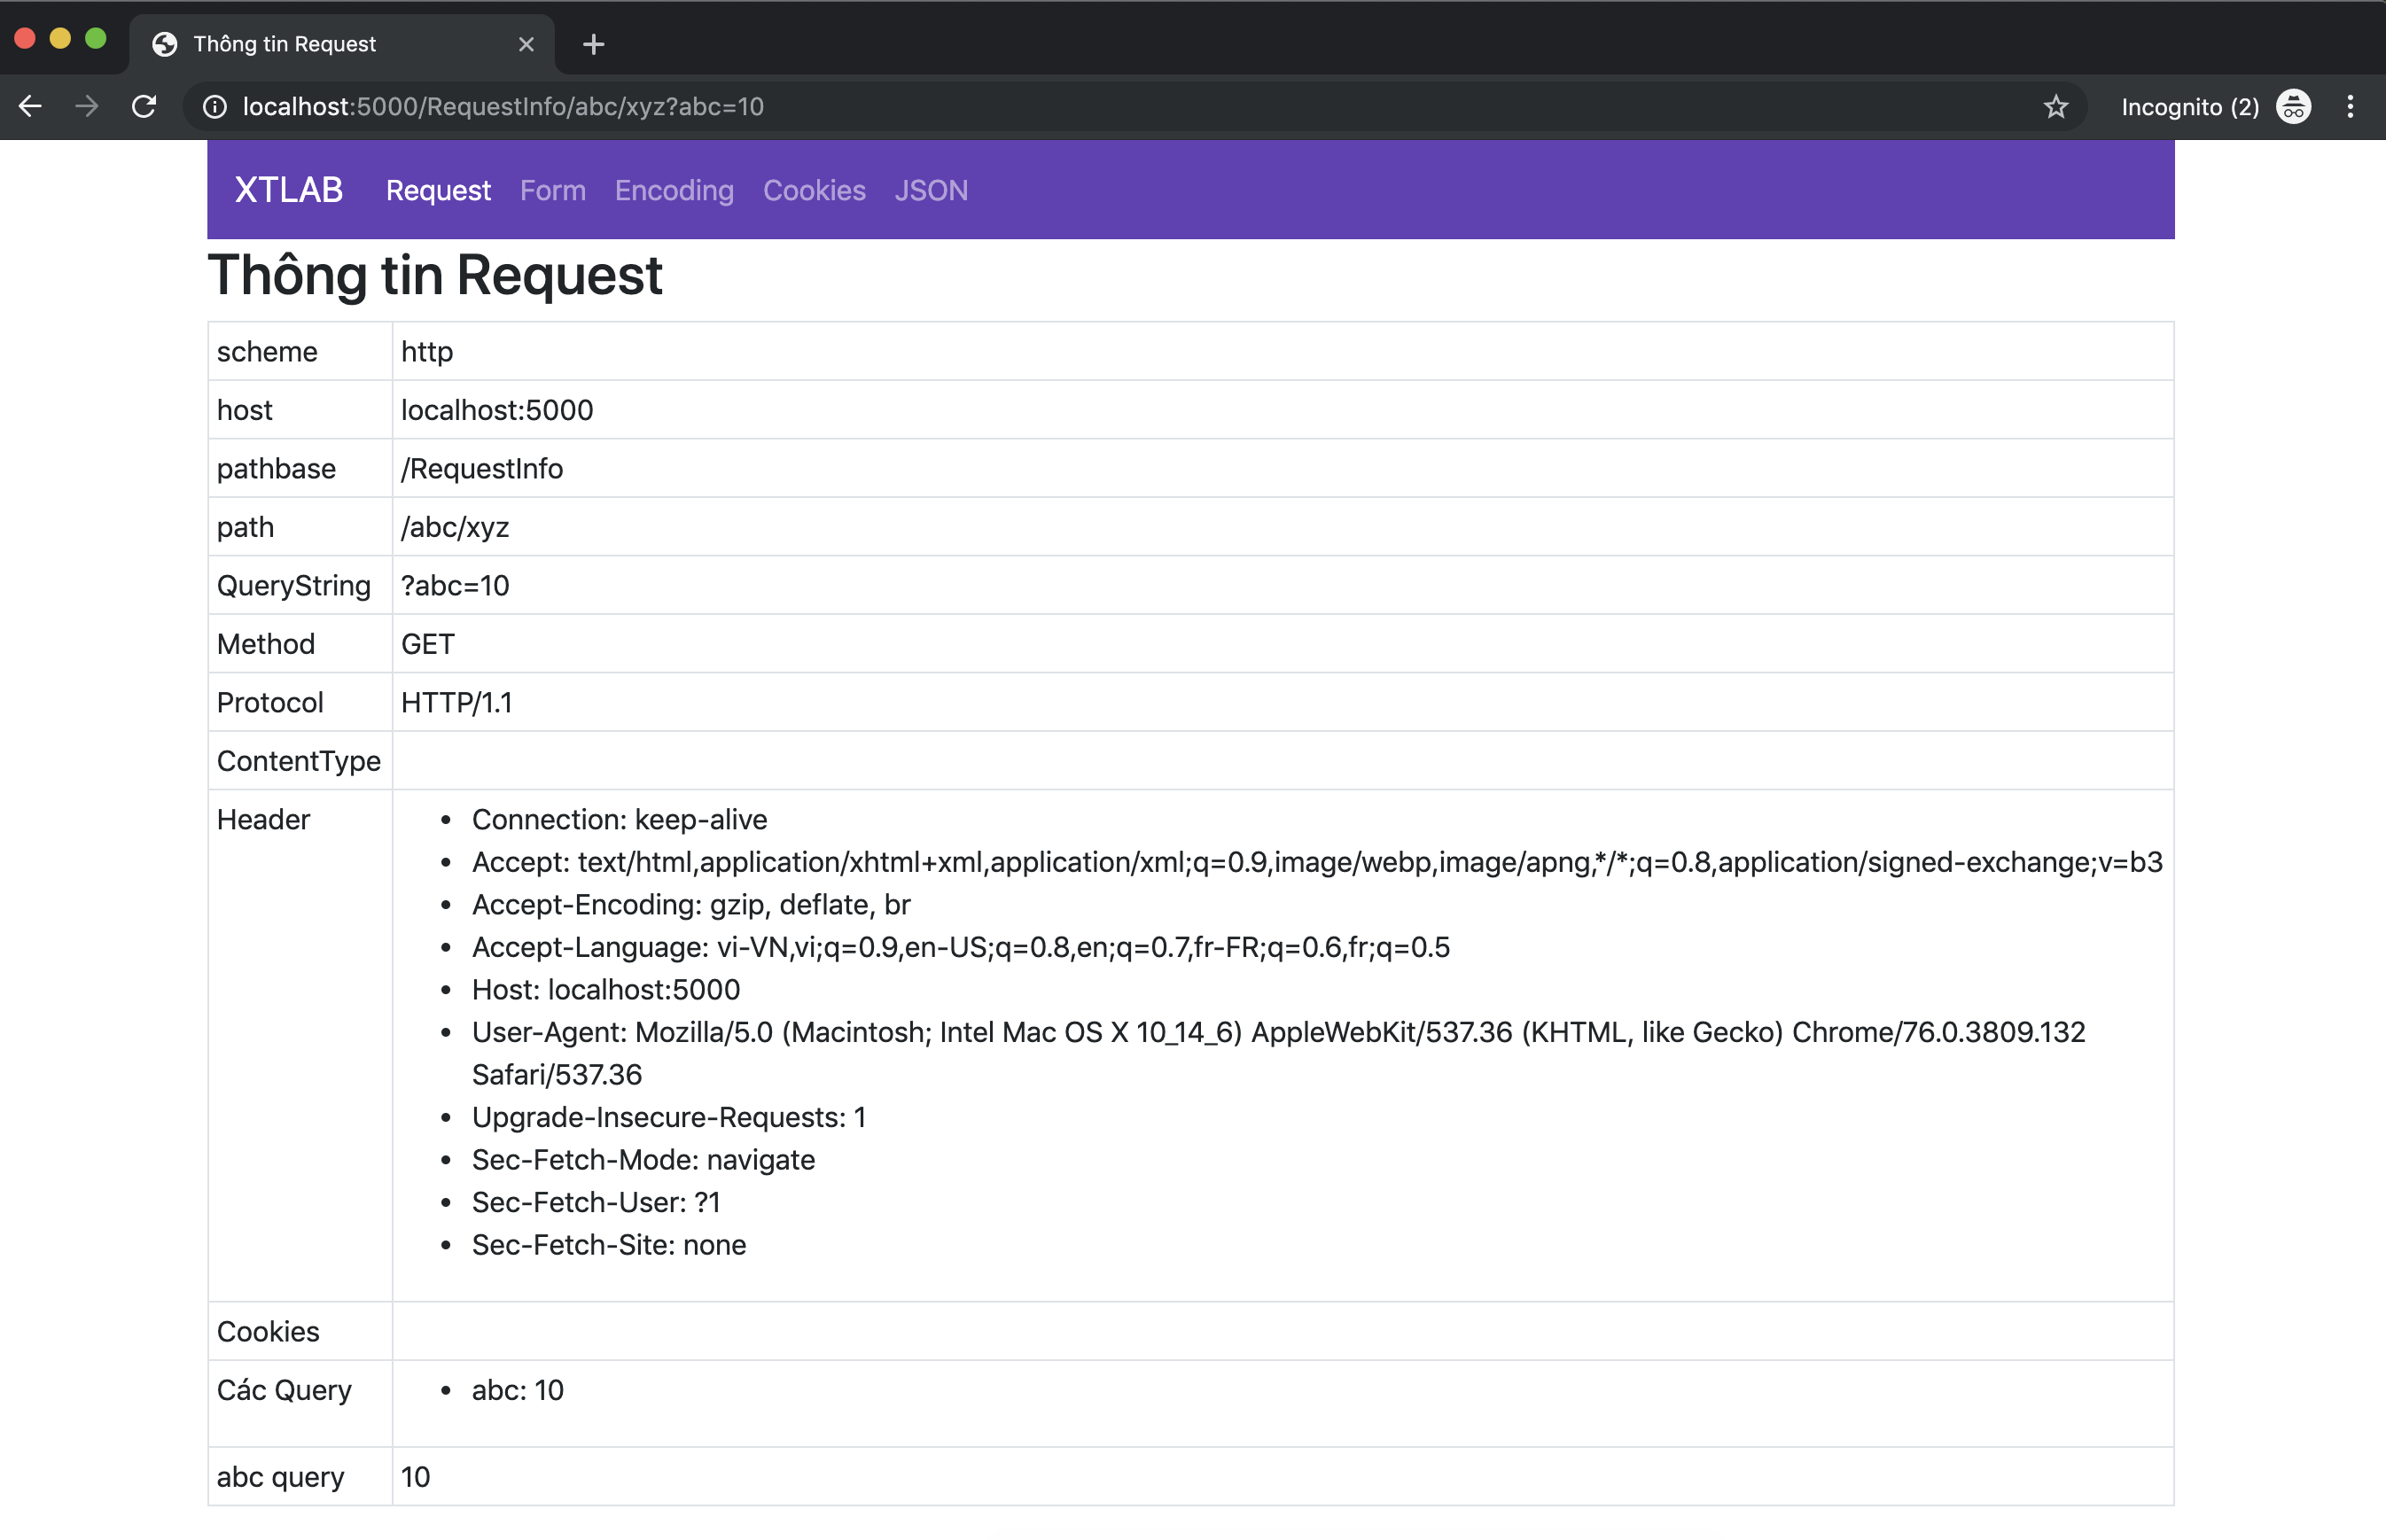 Thông tin Request
localhost:5000/RequestInfo/abc/xyz?abc=10
Incognito (2)
XTLAB Request Form Encoding Cookies JSON
Thông tin Request
scheme http
host localhost:5000
pathbase /RequestInfo
path /abc/xyz
QueryString ?abc=10
Method GET
Protocol HTTP/1.1
ContentType
Header
• Connection: keep-alive
• Accept: text/html,application/xhtml+xml,application/xml;q=0.9,image/webp,image/apng,*/*;q=0.8,application/signed-exchange;v=b3
• Accept-Encoding: gzip, deflate, br
• Accept-Language: vi-VN,vi;q=0.9,en-US;q=0.8,en;q=0.7,fr-FR;q=0.6,fr;q=0.5
• Host: localhost:5000
• User-Agent: Mozilla/5.0 (Macintosh; Intel Mac OS X 10_14_6) AppleWebKit/537.36 (KHTML, like Gecko) Chrome/76.0.3809.132
Safari/537.36
• Upgrade-Insecure-Requests: 1
• Sec-Fetch-Mode: navigate
• Sec-Fetch-User: ?1
• Sec-Fetch-Site: none
Cookies
Các Query • abc: 10
abc query 10